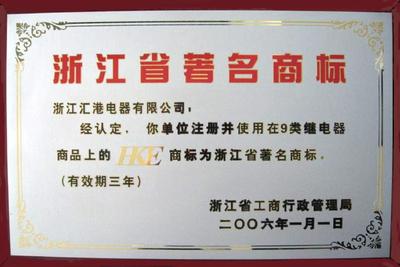 浙江省著名商标
浙江汇港电器有限公司：
经认定，你单位注册并使用在9类继电器
商品上的 HKE 商标为浙江省著名商标。
（有效期三年）
浙江省工商行政管理局
二〇〇六年一月一日